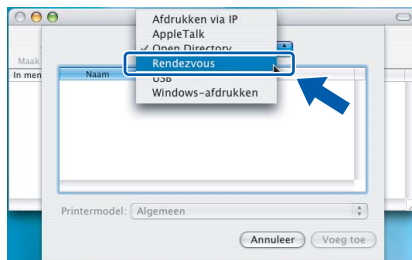 Afdrukken via IP
AppleTalk
✓ Open Directory
Rendezvous
USB
Windows-afdrukken
Maak
In men
Naam
Printermodel: Algemeen
Annuleer
Voeg toe